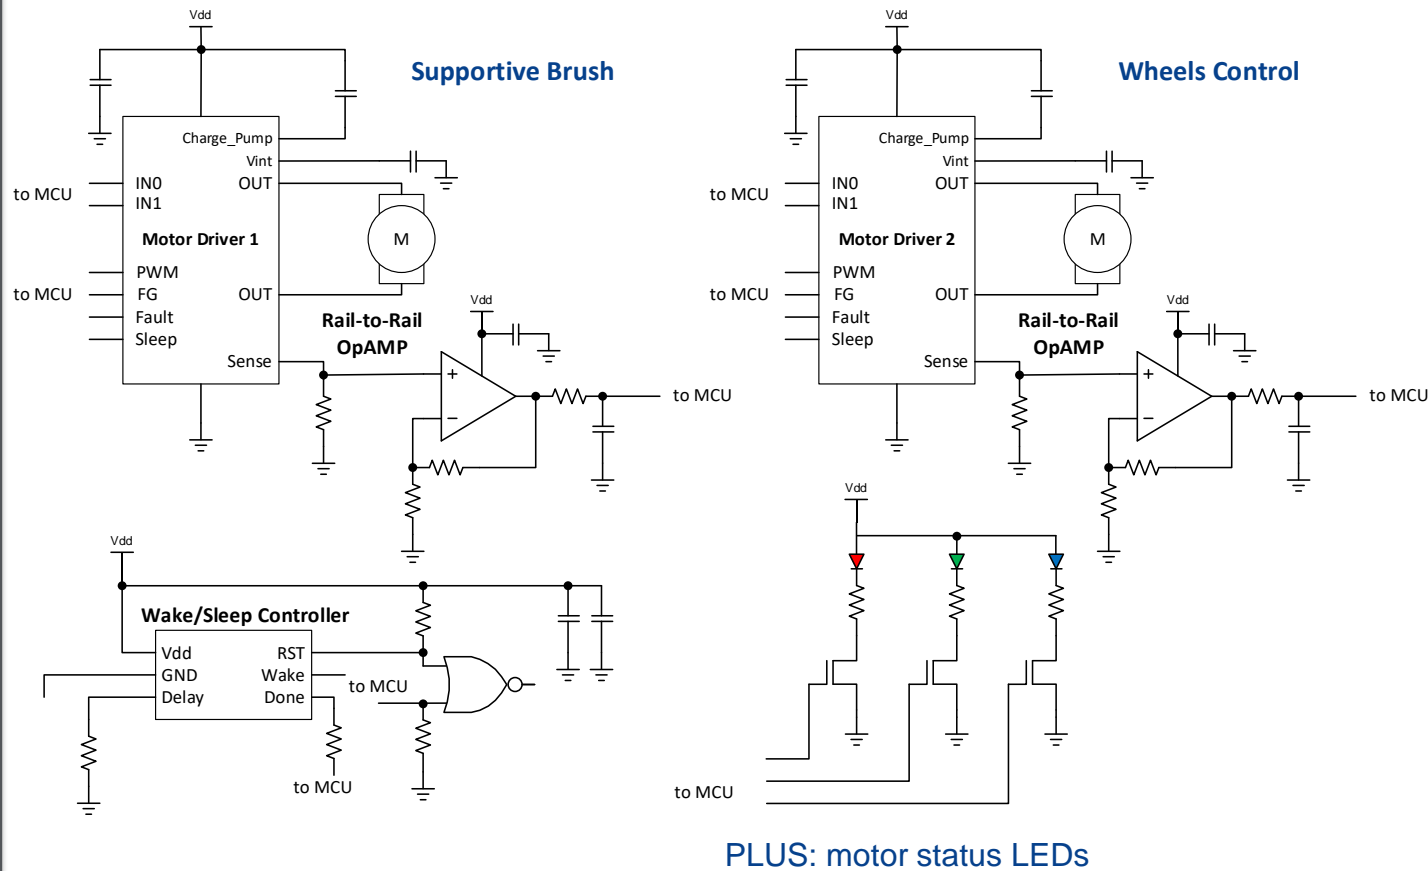 Vdd
Supportive Brush
Charge_Pump
Vint
to MCU
IN0
OUT
IN1
Motor Driver 1
M
PWM
to MCU
FG
OUT
Fault
Sleep
Rail-to-Rail
OpAMP
Vdd
Sense
+
−
to MCU
Vdd
Wheels Control
Charge_Pump
Vint
to MCU
IN0
OUT
IN1
Motor Driver 2
M
PWM
to MCU
FG
OUT
Fault
Sleep
Rail-to-Rail
OpAMP
Vdd
Sense
+
−
to MCU
Vdd
Wake/Sleep Controller
Vdd
RST
GND
Wake
to MCU
Delay
Done
to MCU
Vdd
to MCU
PLUS: motor status LEDs